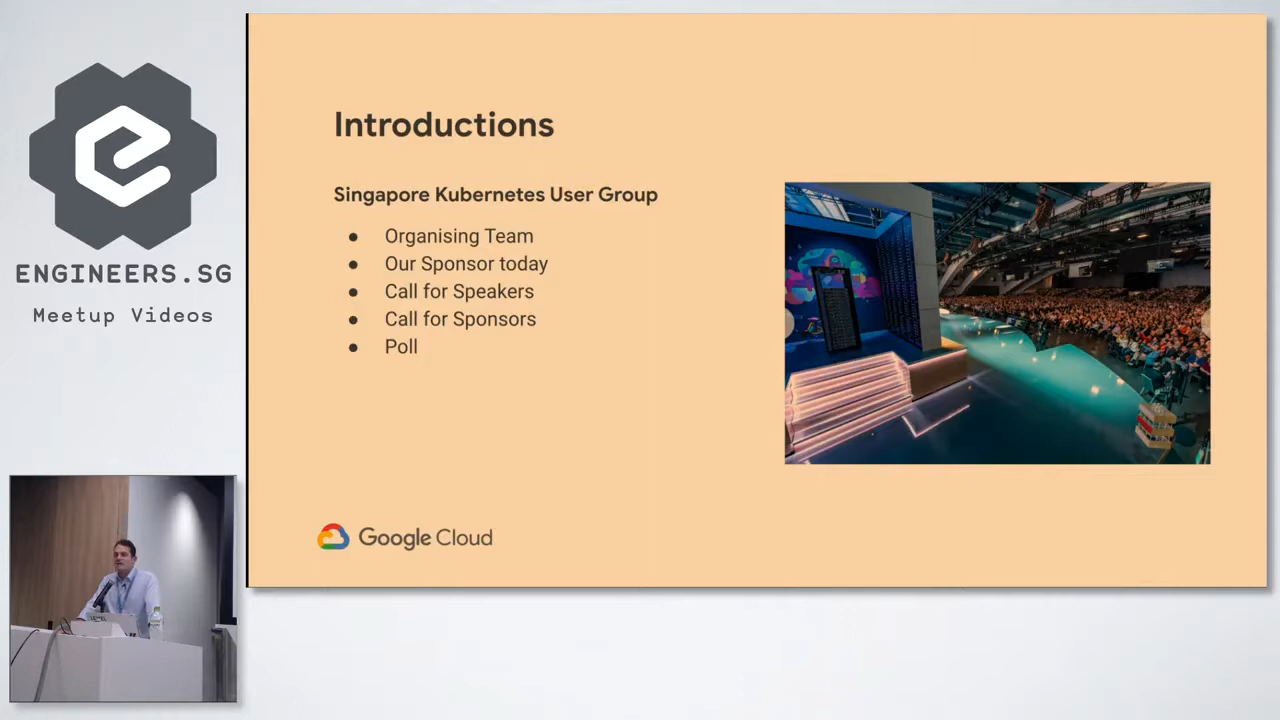 ENGINEERS.SG
Meetup Videos
Introductions
Singapore Kubernetes User Group
● Organising Team
● Our Sponsor today
● Call for Speakers
● Call for Sponsors
● Poll
Google Cloud